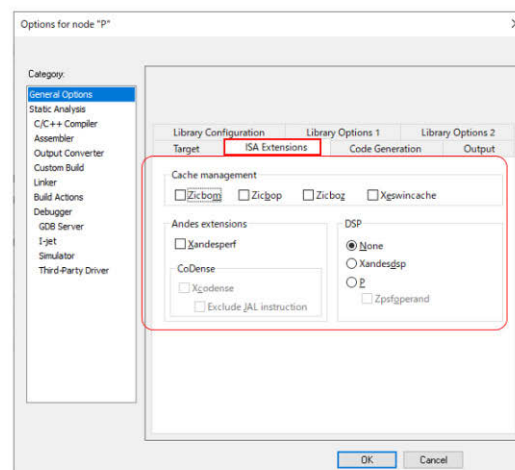 Options for node "P"
Category:
General Options
Static Analysis
C/C++ Compiler
Assembler
Output Converter
Custom Build
Linker
Build Actions
Debugger
GDB Server
I-jet
Simulator
Third-Party Driver
Library Configuration Library Options 1 Library Options 2
Target ISA Extensions Code Generation Output
Cache management
Zicbom Zicbop Zicboz Xeswincache
Andes extensions
Xandesperf
CoDense
Xcodense
Exclude JAL instruction
DSP
None
Xandesdsp
P
Zpsfoperand
OK Cancel